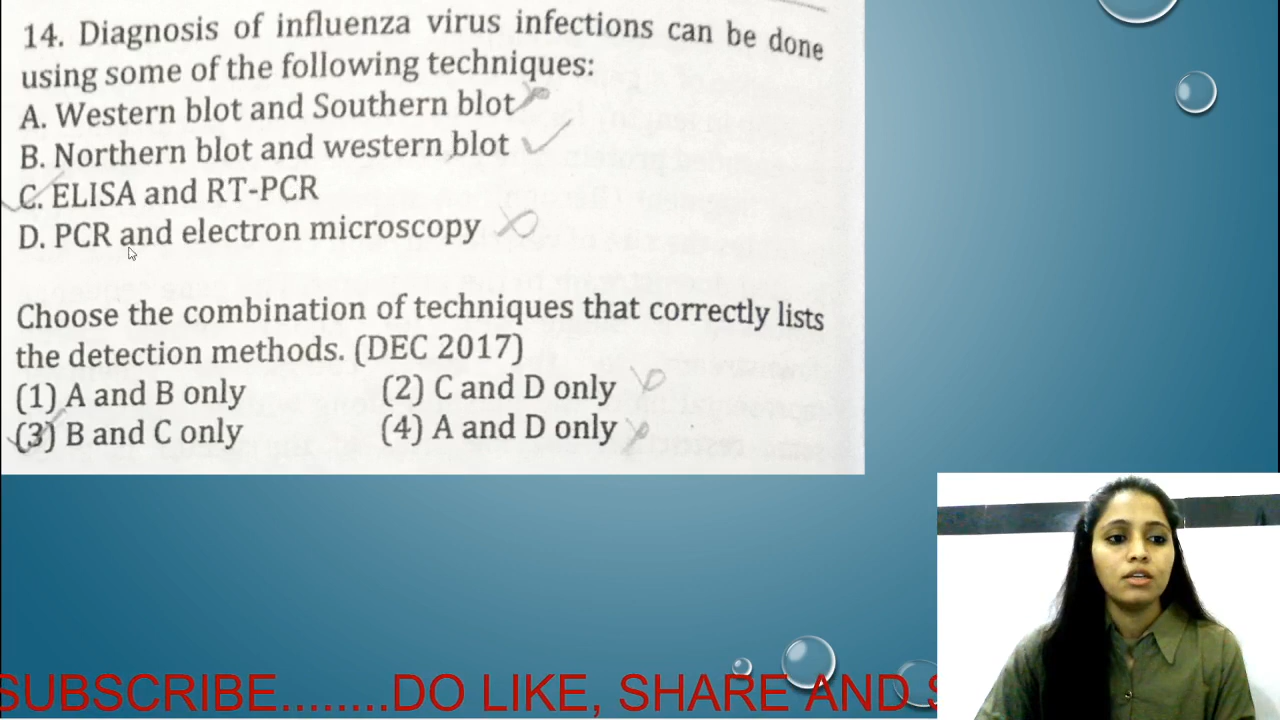 14. Diagnosis of influenza virus infections can be done
using some of the following techniques:
A. Western blot and Southern blot
B. Northern blot and western blot
C. ELISA and RT-PCR
D. PCR and electron microscopy
Choose the combination of techniques that correctly lists
the detection methods. (DEC 2017)
(1) A and B only (2) C and D only
(3) B and C only (4) A and D only
SUBSCRIBE........DO LIKE, SHARE AND S